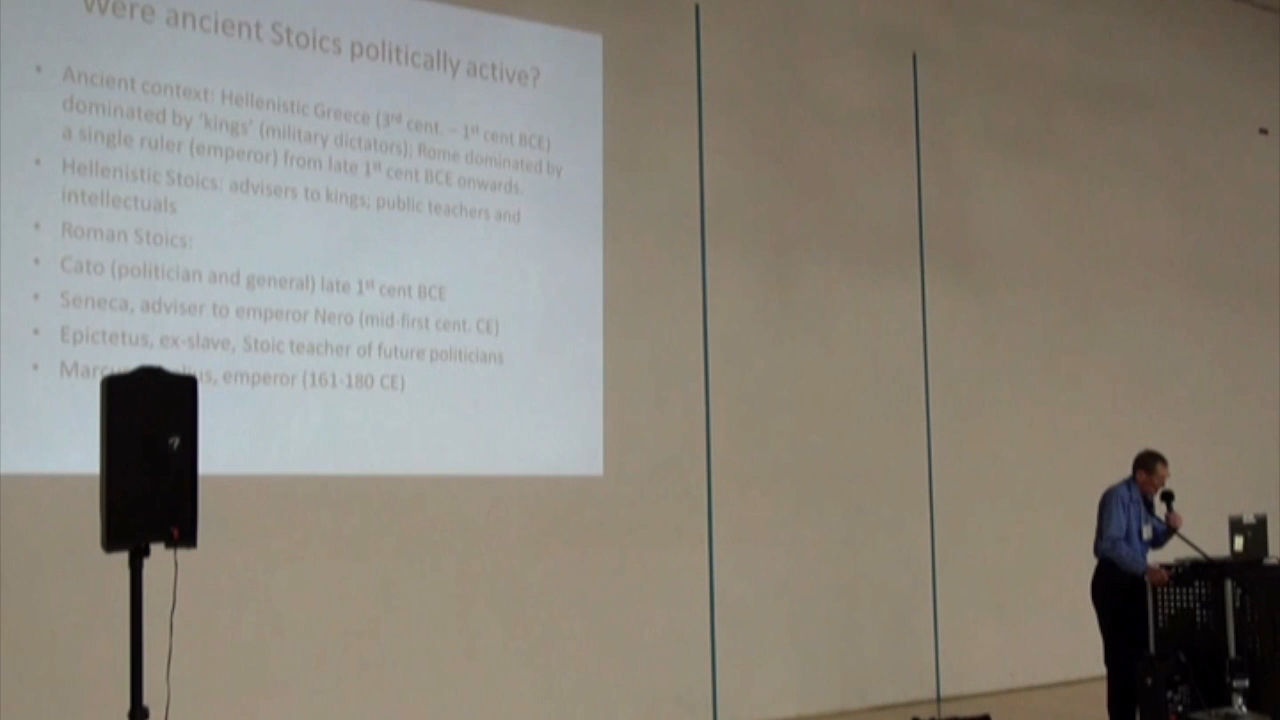 Were ancient Stoics politically active?
• Ancient context: Hellenistic Greece (3rd cent. – 1st cent BCE)
dominated by 'kings' (military dictators); Rome dominated by
a single ruler (emperor) from late 1st cent BCE onwards.
• Hellenistic Stoics: advisers to kings; public teachers and
intellectuals
• Roman Stoics:
• Cato (politician and general) late 1st cent BCE
• Seneca, adviser to emperor Nero (mid-first cent. CE)
• Epictetus, ex-slave, Stoic teacher of future politicians
• emperor (161-180 CE)